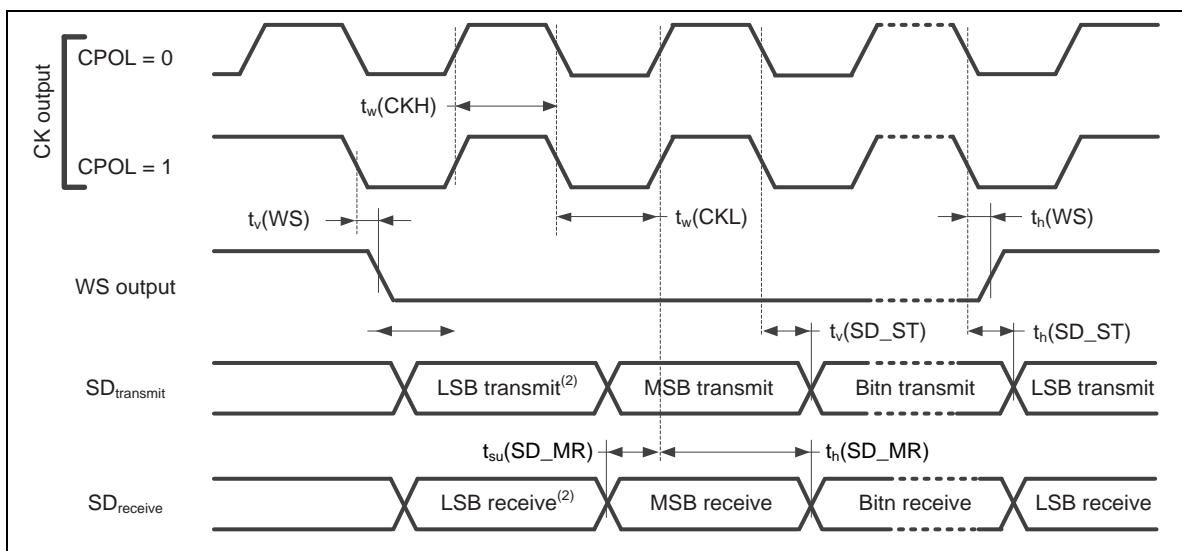 CK output
CPOL = 0
tw(CKH)
CPOL = 1
tv(WS)
tw(CKL)
th(WS)
WS output
tv(SD_ST)
th(SD_ST)
SDtransmit
LSB transmit(2)
MSB transmit
Bitn transmit
LSB transmit
tsu(SD_MR)
th(SD_MR)
SDreceive
LSB receive(2)
MSB receive
Bitn receive
LSB receive